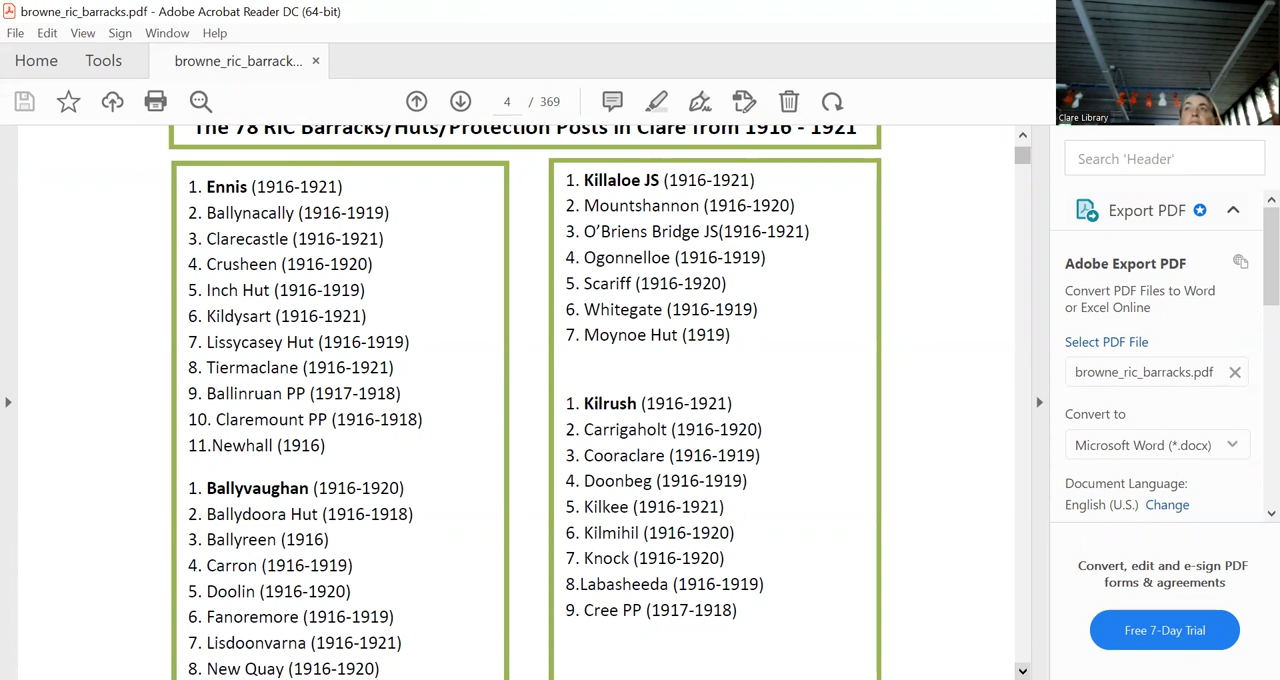 browne_ric_barracks.pdf - Adobe Acrobat Reader DC (64-bit)
File Edit View Sign Window Help
Home Tools browne_ric_barrack... ×
4 / 369
The 78 RIC Barracks/Huts/Protection Posts in Clare from 1916 - 1921
1. Ennis (1916-1921)
2. Ballynacally (1916-1919)
3. Clarecastle (1916-1921)
4. Crusheen (1916-1920)
5. Inch Hut (1916-1919)
6. Kildysart (1916-1921)
7. Lissycasey Hut (1916-1919)
8. Tiermaclane (1916-1921)
9. Ballinruan PP (1917-1918)
10. Claremount PP (1916-1918)
11.Newhall (1916)
1. Ballyvaughan (1916-1920)
2. Ballydoora Hut (1916-1918)
3. Ballyreen (1916)
4. Carron (1916-1919)
5. Doolin (1916-1920)
6. Fanoremore (1916-1919)
7. Lisdoonvarna (1916-1921)
8. New Quay (1916-1920)
1. Killaloe JS (1916-1921)
2. Mountshannon (1916-1920)
3. O'Briens Bridge JS(1916-1921)
4. Ogonnelloe (1916-1919)
5. Scariff (1916-1920)
6. Whitegate (1916-1919)
7. Moynoe Hut (1919)
1. Kilrush (1916-1921)
2. Carrigaholt (1916-1920)
3. Cooraclare (1916-1919)
4. Doonbeg (1916-1919)
5. Kilkee (1916-1921)
6. Kilmihil (1916-1920)
7. Knock (1916-1920)
8.Labasheeda (1916-1919)
9. Cree PP (1917-1918)
Clare Library
Search 'Header'
Export PDF
Adobe Export PDF
Convert PDF Files to Word
or Excel Online
Select PDF File
browne_ric_barracks.pdf
Convert to
Microsoft Word (*.docx)
Document Language:
English (U.S.) Change
Convert, edit and e-sign PDF
forms & agreements
Free 7-Day Trial